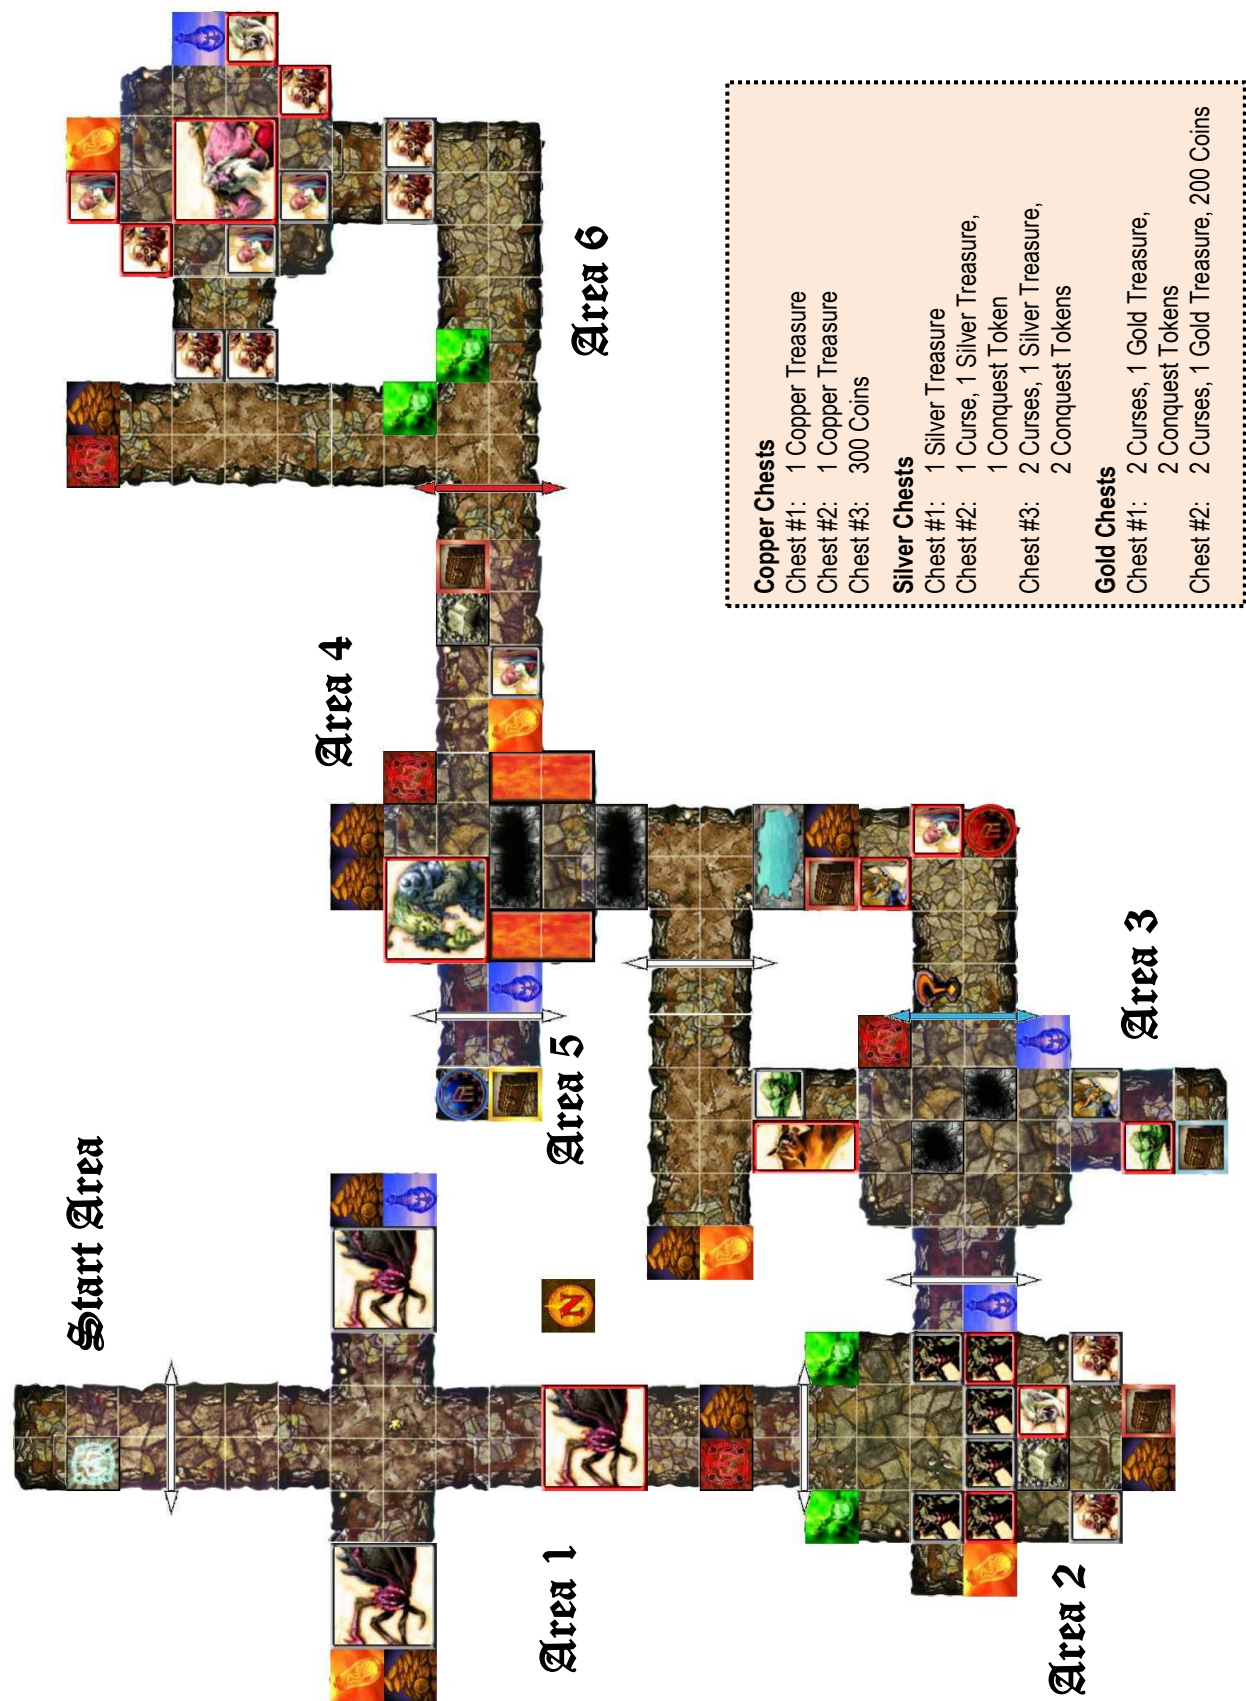 Start Area
Area 1
Area 2
Area 3
Area 4
Area 5
Area 6
N
Copper Chests
Chest #1: 1 Copper Treasure
Chest #2: 1 Copper Treasure
Chest #3: 300 Coins
Silver Chests
Chest #1: 1 Silver Treasure
Chest #2: 1 Curse, 1 Silver Treasure,
1 Conquest Token
Chest #3: 2 Curses, 1 Silver Treasure,
2 Conquest Tokens
Gold Chests
Chest #1: 2 Curses, 1 Gold Treasure,
2 Conquest Tokens
Chest #2: 2 Curses, 1 Gold Treasure, 200 Coins